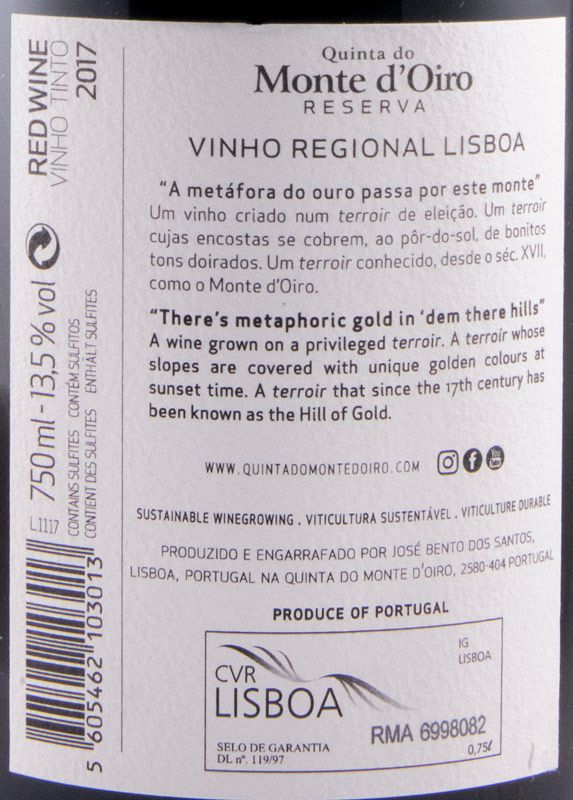 Quinta do
Monte d'Oiro
RESERVA
VINHO REGIONAL LISBOA
"A metáfora do ouro passa por este monte"
Um vinho criado num terroir de eleição. Um terroir
cujas encostas se cobrem, ao pôr-do-sol, de bonitos
tons doirados. Um terroir conhecido, desde o séc. XVII,
como o Monte d'Oiro.
"There's metaphoric gold in 'dem there hills"
A wine grown on a privileged terroir. A terroir whose
slopes are covered with unique golden colours at
sunset time. A terroir that since the 17th century has
been known as the Hill of Gold.
WWW.QUINTADOMONTEDOIRO.COM
You
Tube
SUSTAINABLE WINEGROWING . VITICULTURA SUSTENTÁVEL . VITICULTURE DURABLE
PRODUZIDO E ENGARRAFADO POR JOSÉ BENTO DOS SANTOS,
LISBOA, PORTUGAL NA QUINTA DO MONTE D'OIRO, 2580-404 PORTUGAL
PRODUCE OF PORTUGAL
CVR
LISBOA
IG
LISBOA
RMA 6998082
SELO DE GARANTIA
DL nº. 119/97
0,75ℓ
RED WINE
VINHO TINTO
2017
L1117
750ml - 13,5% vol
CONTAINS SULFITES CONTÉM SULFITOS
CONTIENT DES SULFITES ENTHÄLT SULFITES
5 605462 103013